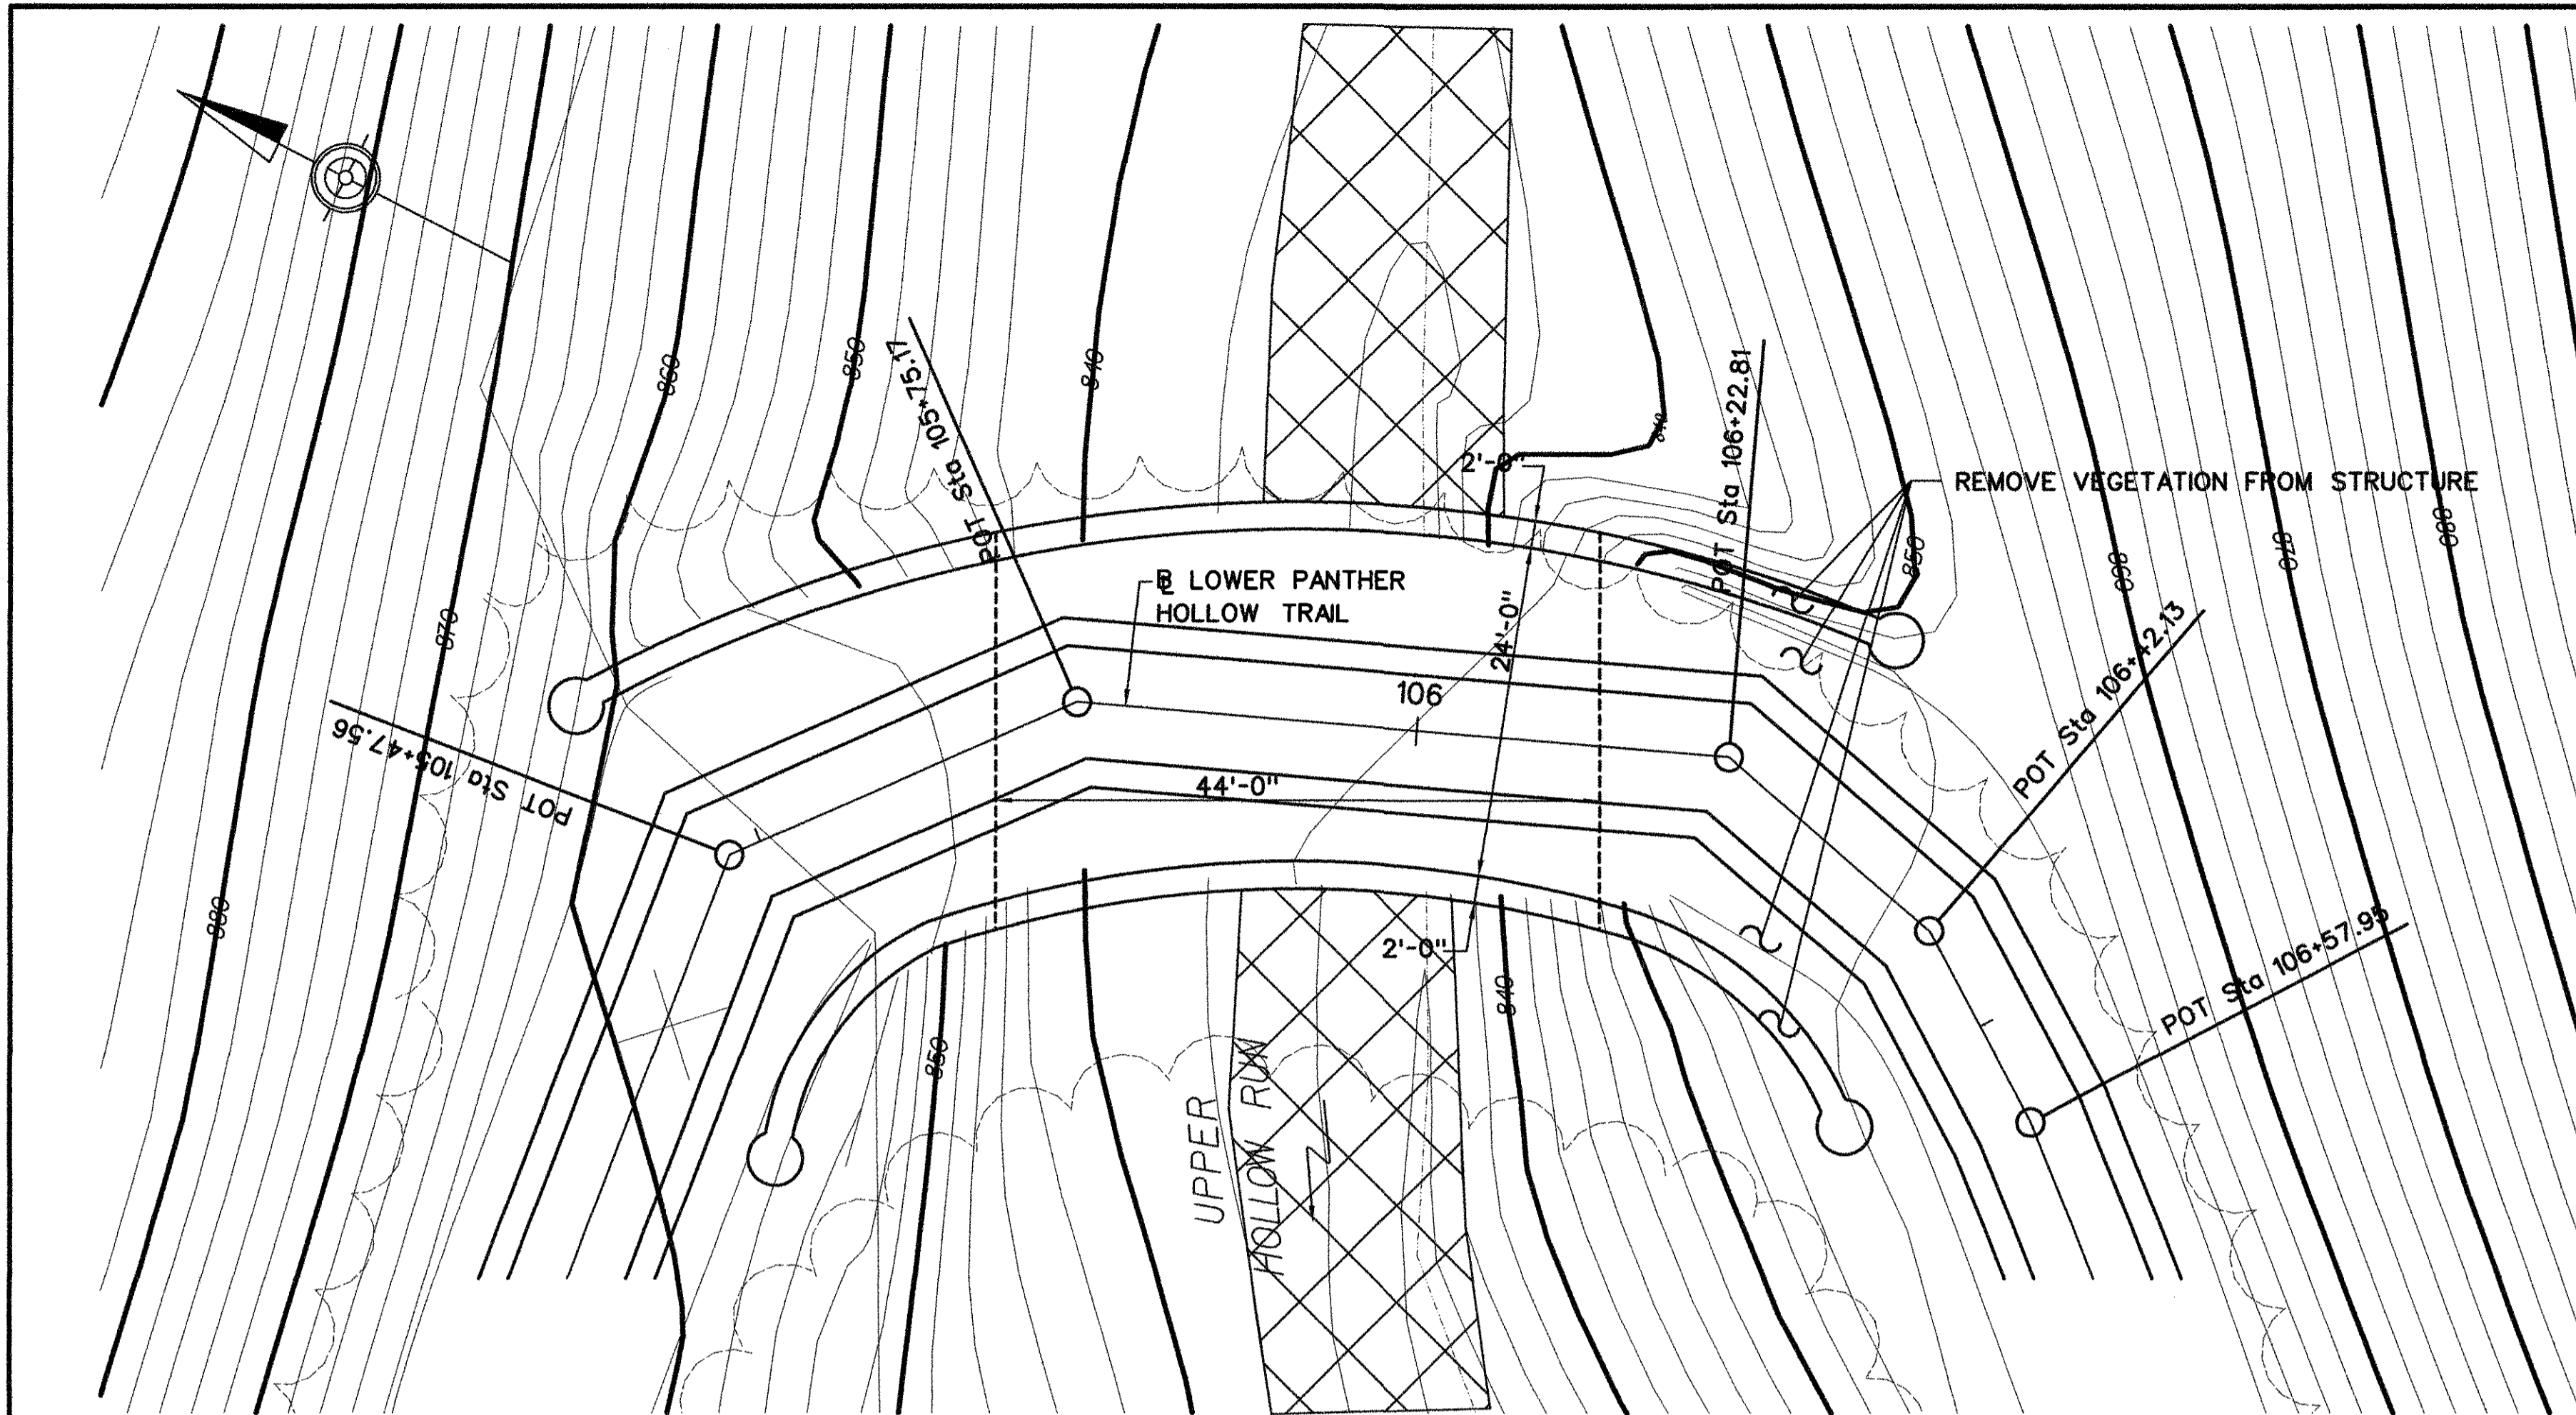 860
850
840
POT Sta 105+75.17
2'-0"
840
POT Sta 106+22.81
REMOVE VEGETATION FROM STRUCTURE
850
860
870
880
870
880
℄ LOWER PANTHER
HOLLOW TRAIL
24'-0"
106
POT Sta 105+47.56
44'-0"
POT Sta 106+42.13
2'-0"
850
840
POT Sta 106+57.95
UPPER
HOLLOW RUN